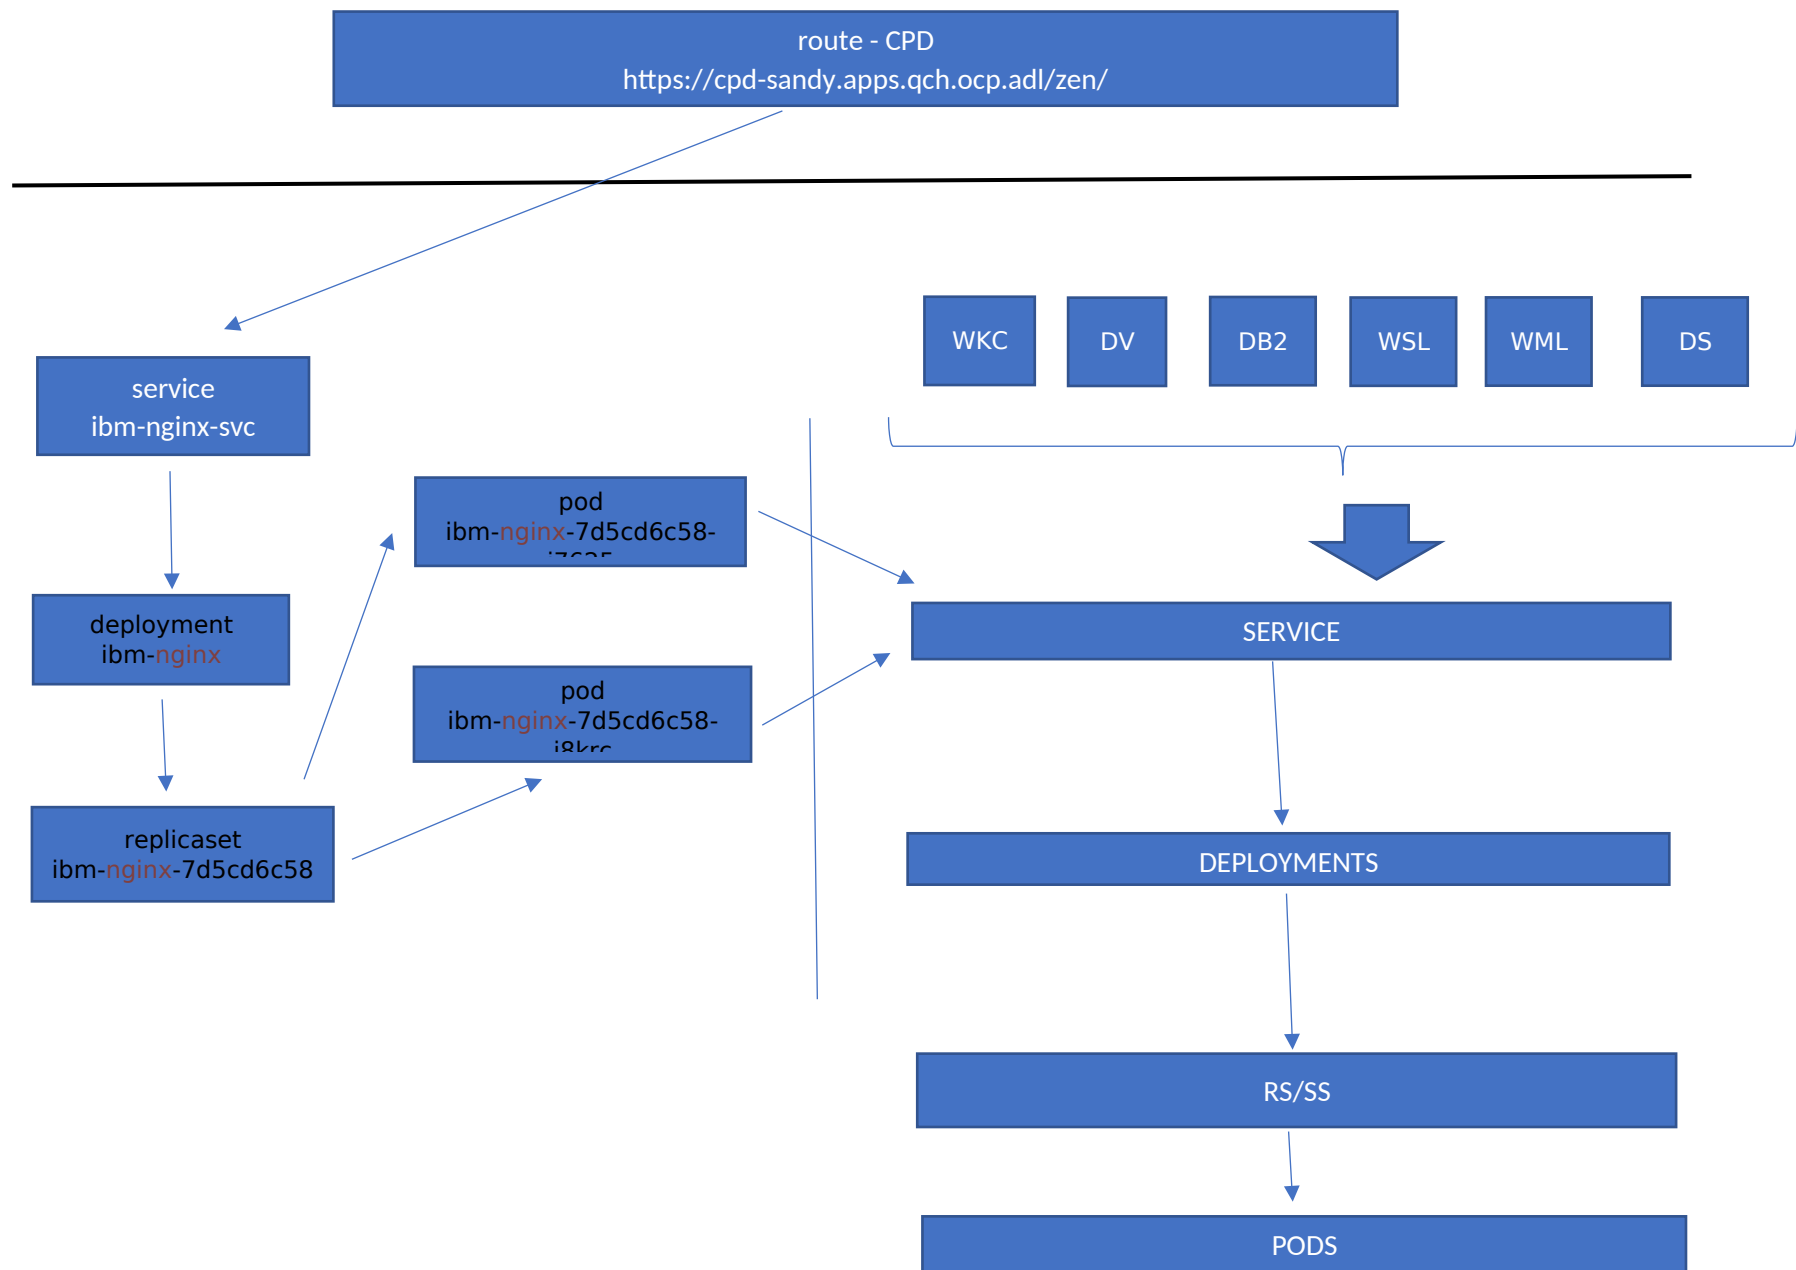 route - CPD
https://cpd-sandy.apps.qch.ocp.adl/zen/
WKC
DV
DB2
WSL
WML
DS
service
ibm-nginx-svc
pod
ibm-nginx-7d5cd6c58-
deployment
ibm-nginx
SERVICE
pod
ibm-nginx-7d5cd6c58-
replicaset
ibm-nginx-7d5cd6c58
DEPLOYMENTS
RS/SS
PODS